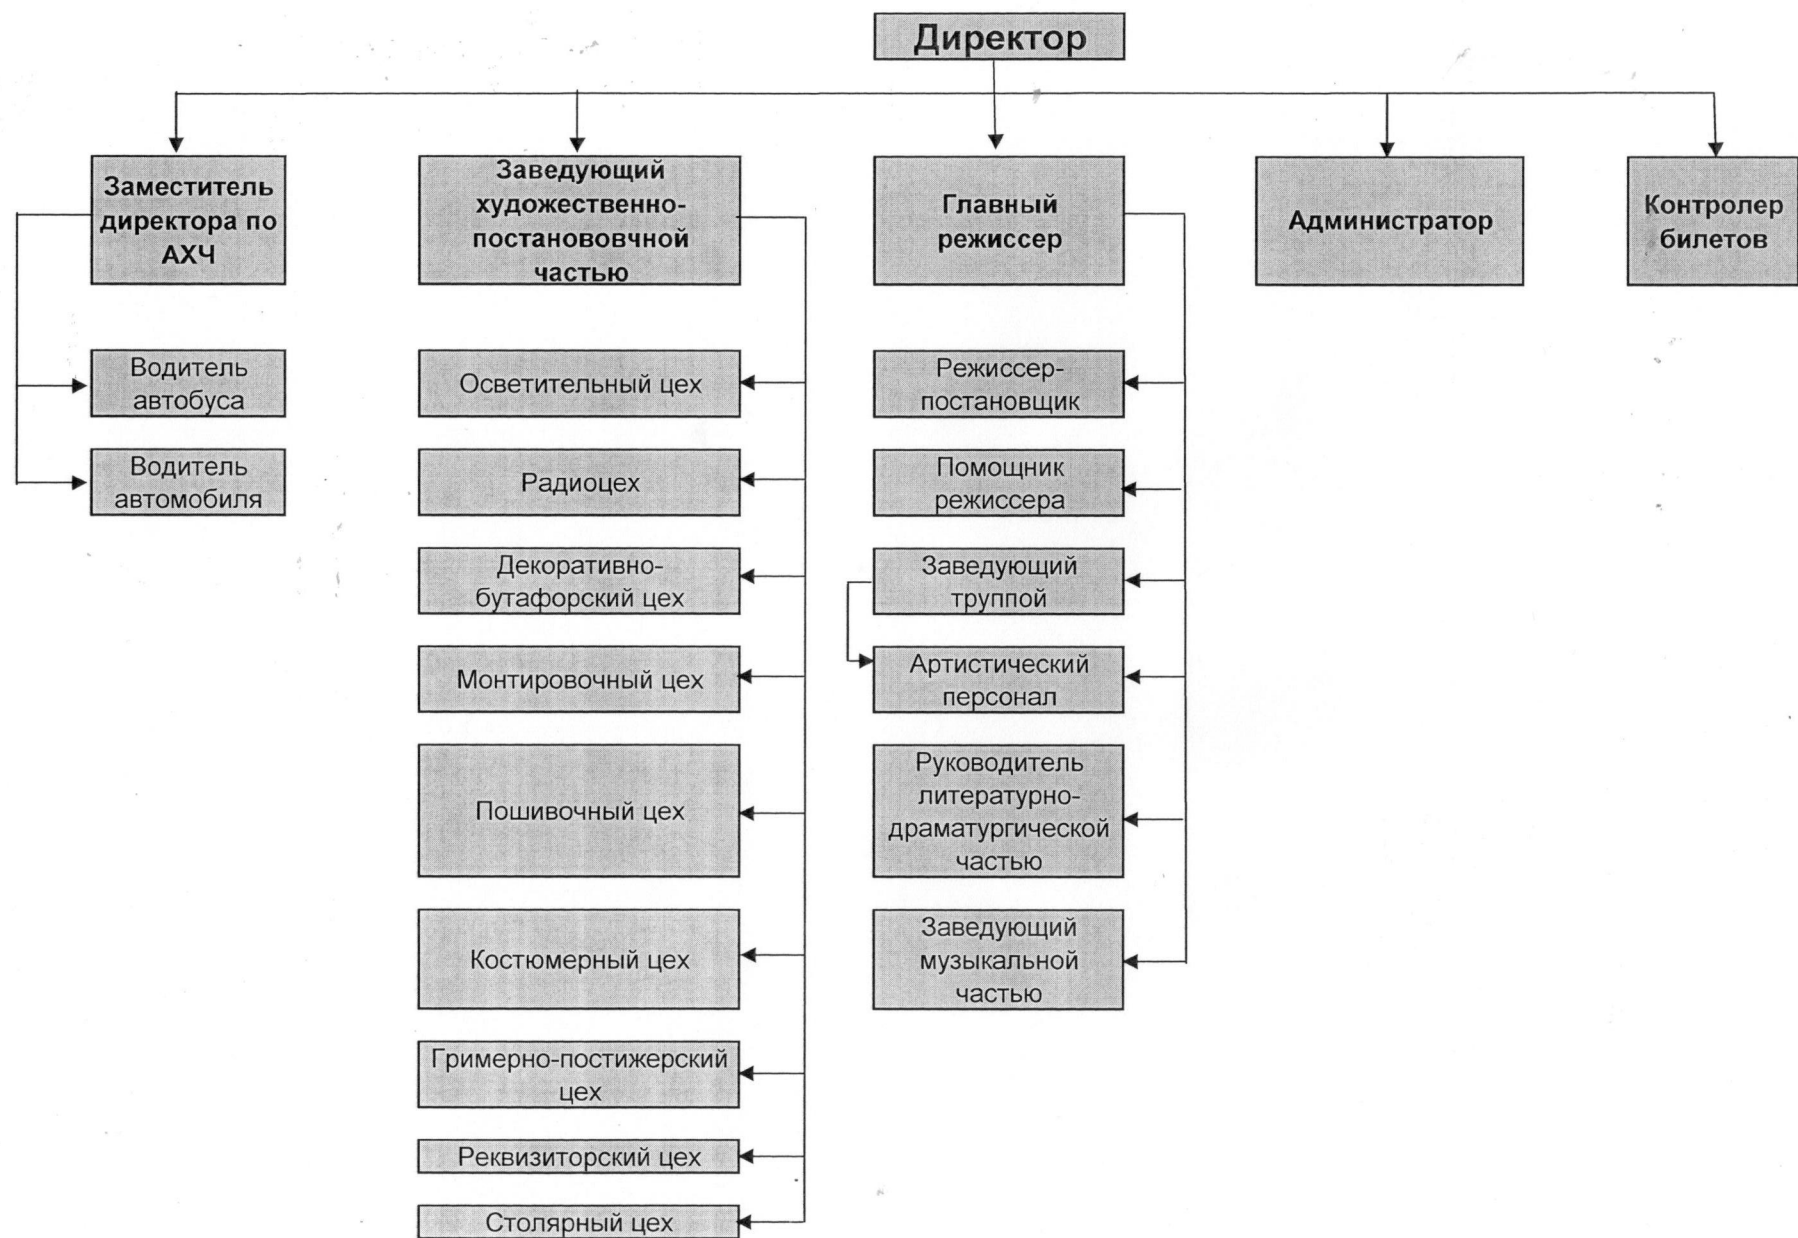 Директор
Заместитель
директора по
АХЧ
Заведующий
художественно-
постанововчной
частью
Главный
режиссер
Администратор
Контролер
билетов
Водитель
автобуса
Водитель
автомобиля
Осветительный цех
Радиоцех
Декоративно-
бутафорский цех
Монтировочный цех
Пошивочный цех
Костюмерный цех
Гримерно-постижерский
цех
Реквизиторский цех
Столярный цех
Режиссер-
постановщик
Помощник
режиссера
Заведующий
труппой
Артистический
персонал
Руководитель
литературно-
драматургической
частью
Заведующий
музыкальной
частью